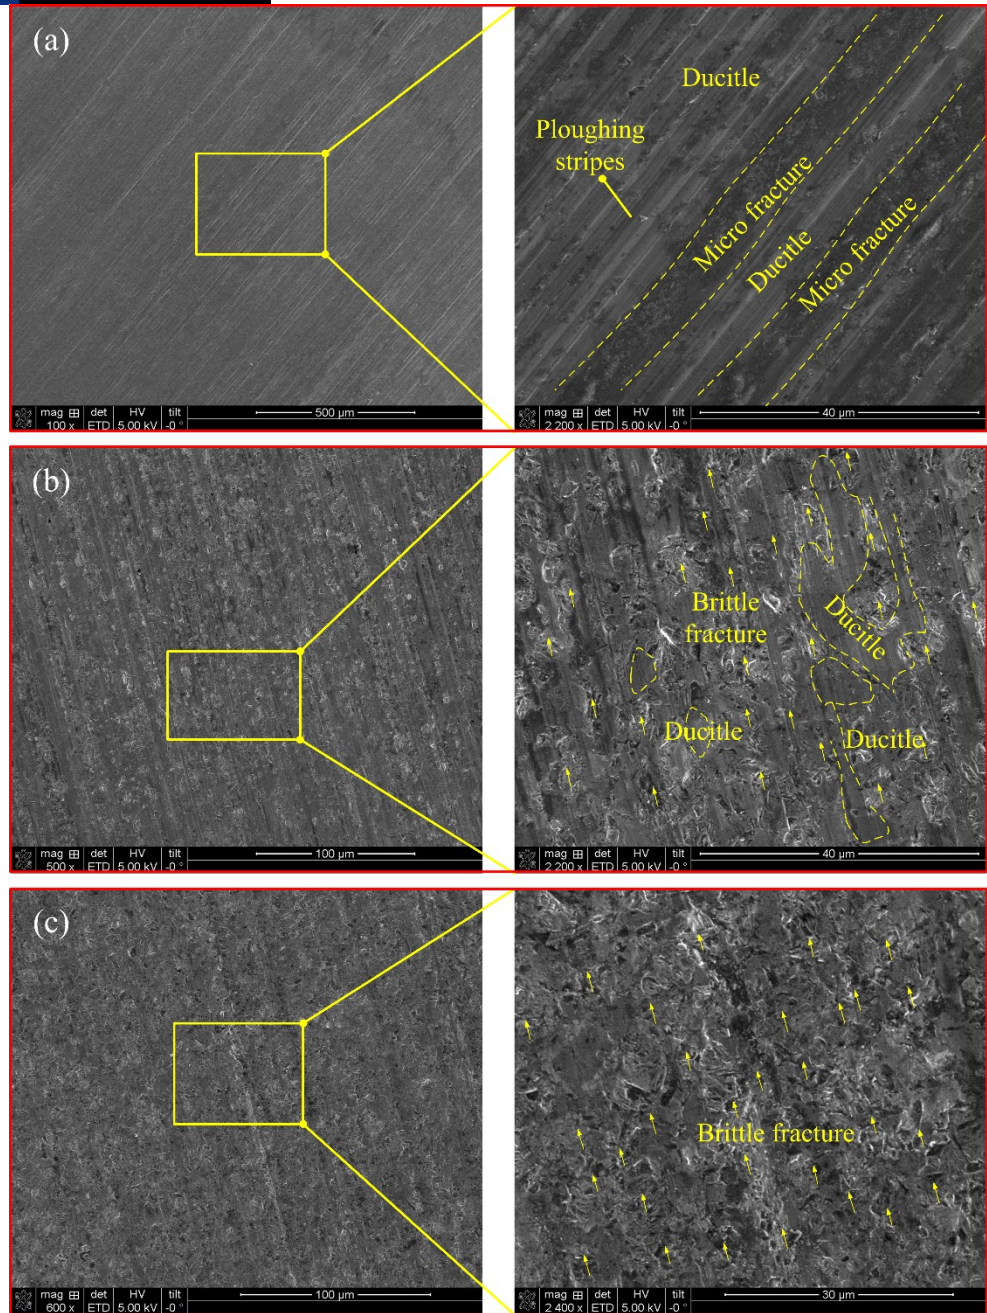 (a)
Ducitle
Ploughing
stripes
Micro fracture
Ducitle
Micro fracture
mag det HV tilt
100 x ETD 5.00 kV -0 °
500 µm
mag det HV tilt
2 200 x ETD 5.00 kV -0 °
40 µm
(b)
Brittle
fracture
Ducitle
Ducitle
Ducitle
mag det HV tilt
500 x ETD 5.00 kV -0 °
100 µm
mag det HV tilt
2 200 x ETD 5.00 kV -0 °
40 µm
(c)
Brittle fracture
mag det HV tilt
600 x ETD 5.00 kV -0 °
100 µm
mag det HV tilt
2 400 x ETD 5.00 kV -0 °
30 µm